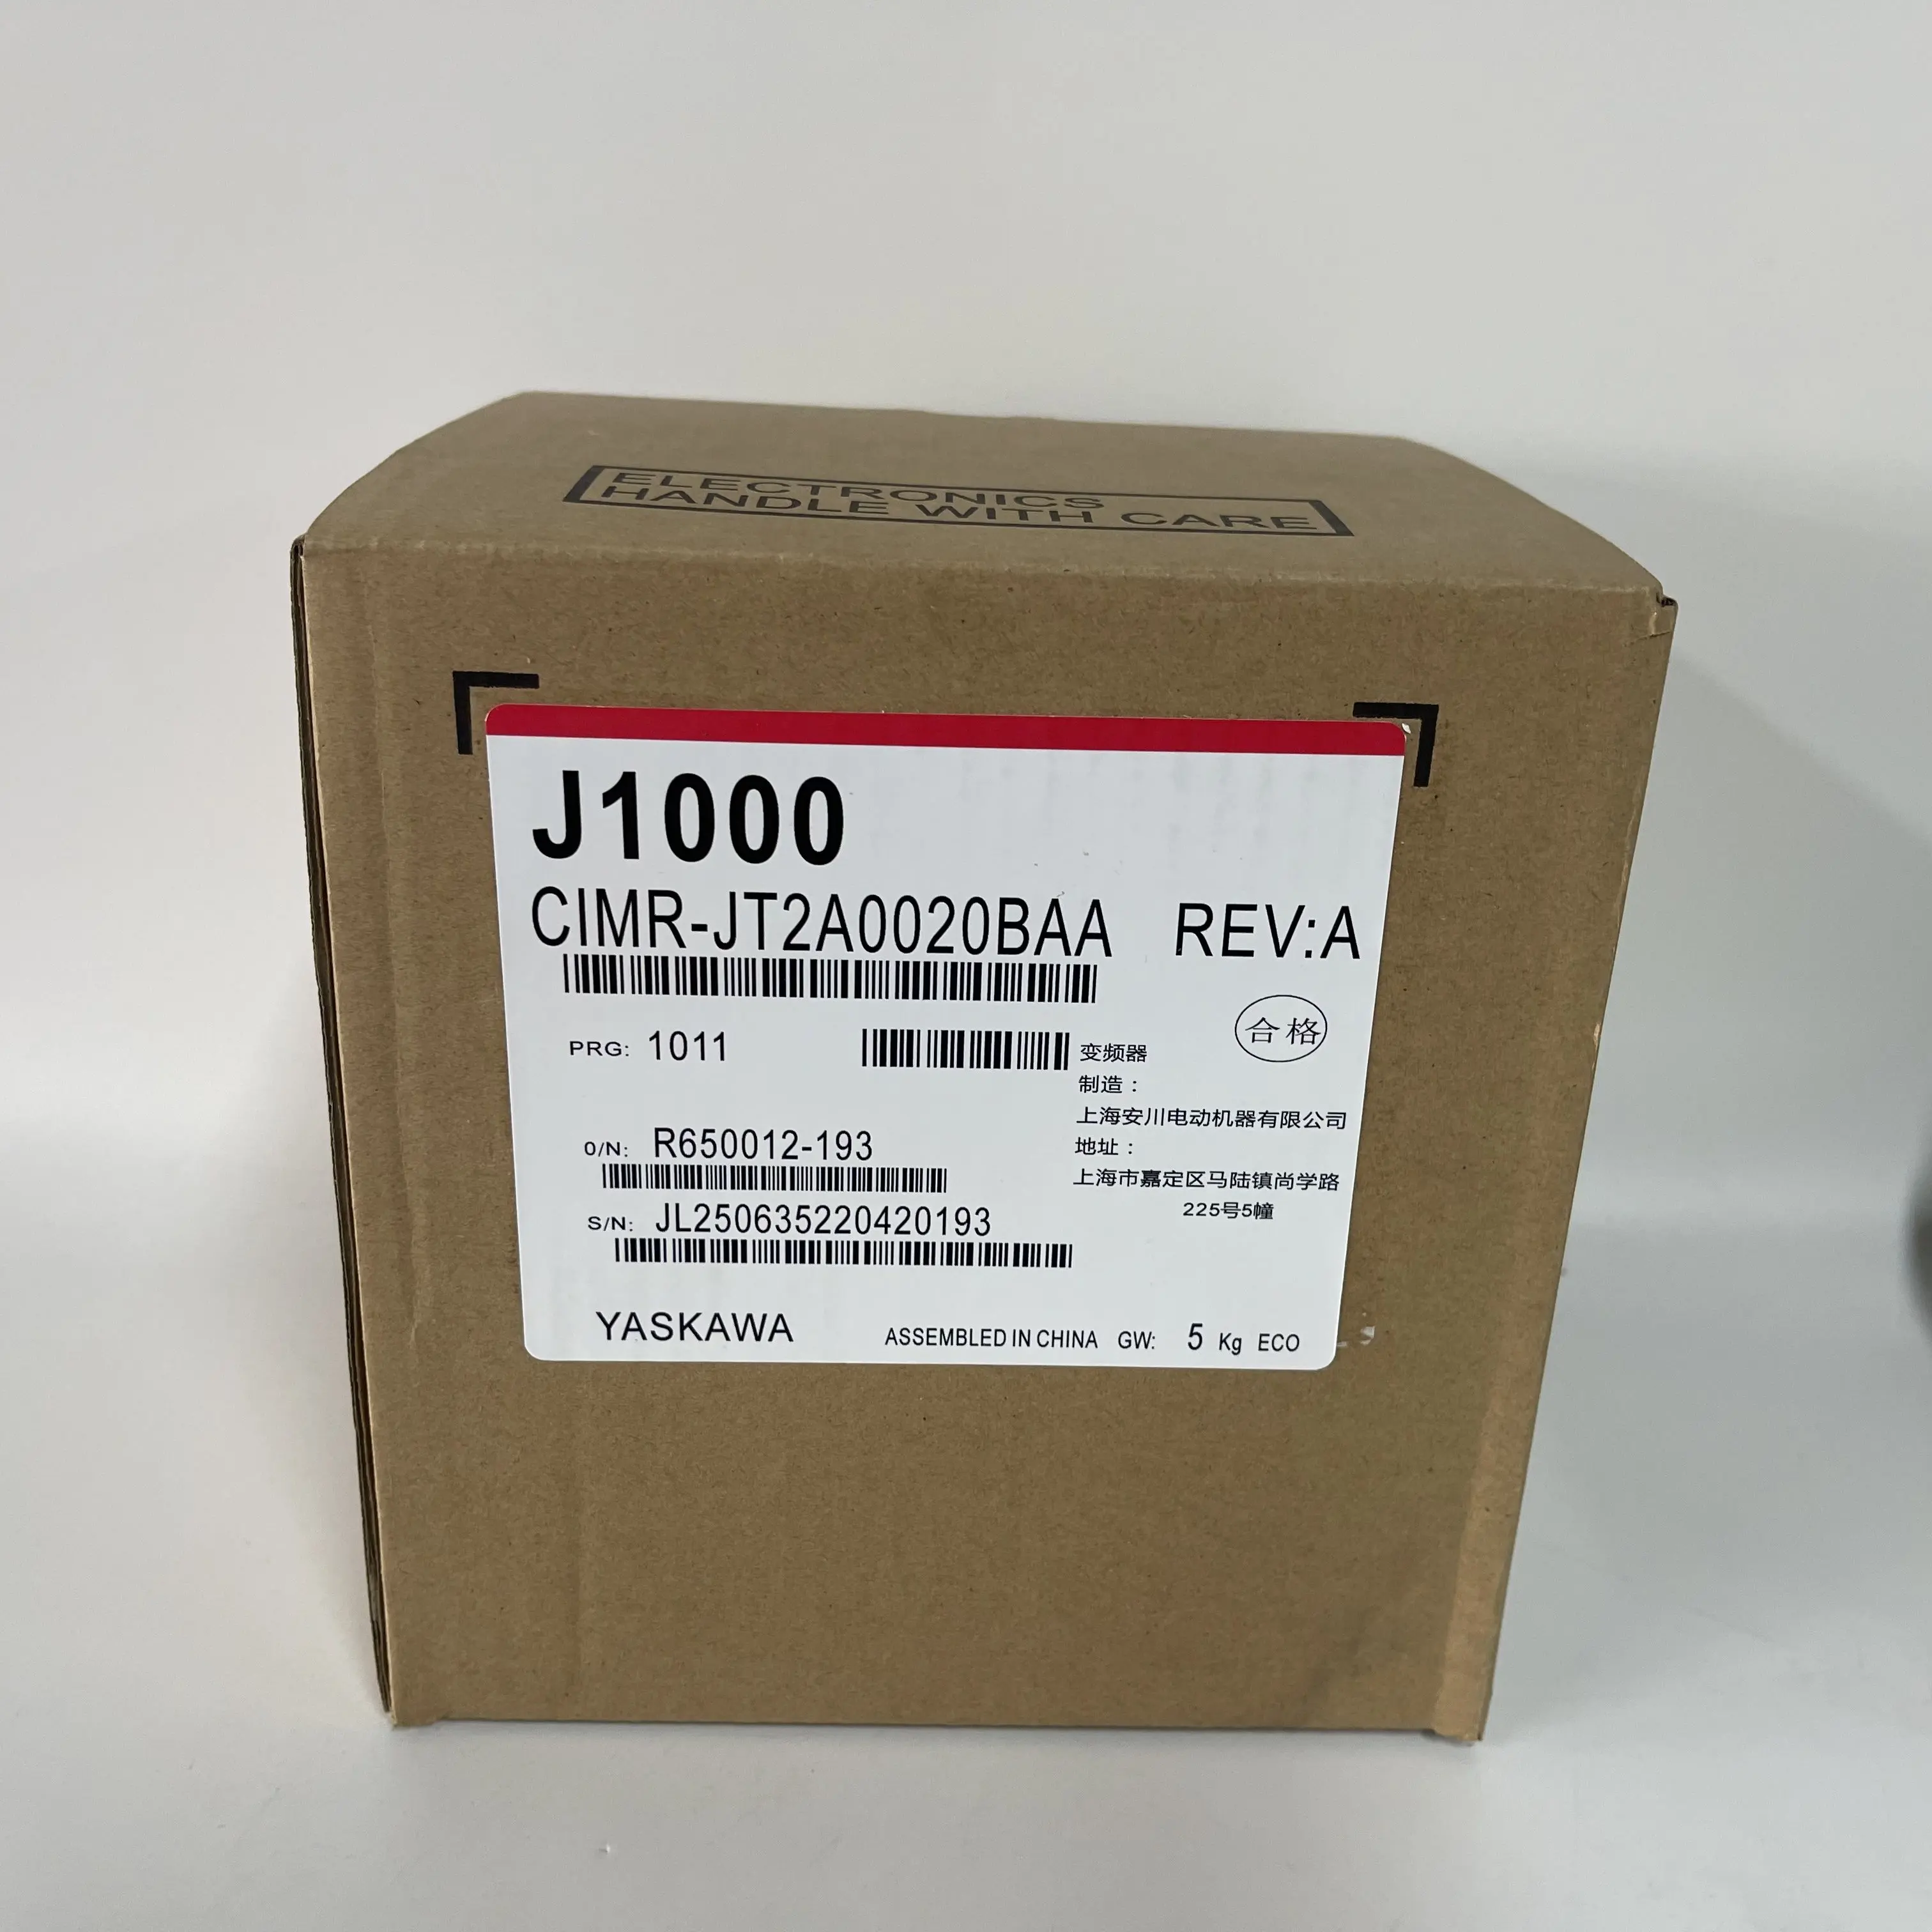 ELECTRONICS
HANDLE WITH CARE
J1000
CIMR-JT2A0020BAA REV:A
合格
PRG: 1011
变频器
制造：
上海安川电动机器有限公司
地址：
上海市嘉定区马陆镇尚学路
225号5幢
O/N: R650012-193
S/N: JL250635220420193
YASKAWA ASSEMBLED IN CHINA GW: 5 Kg ECO